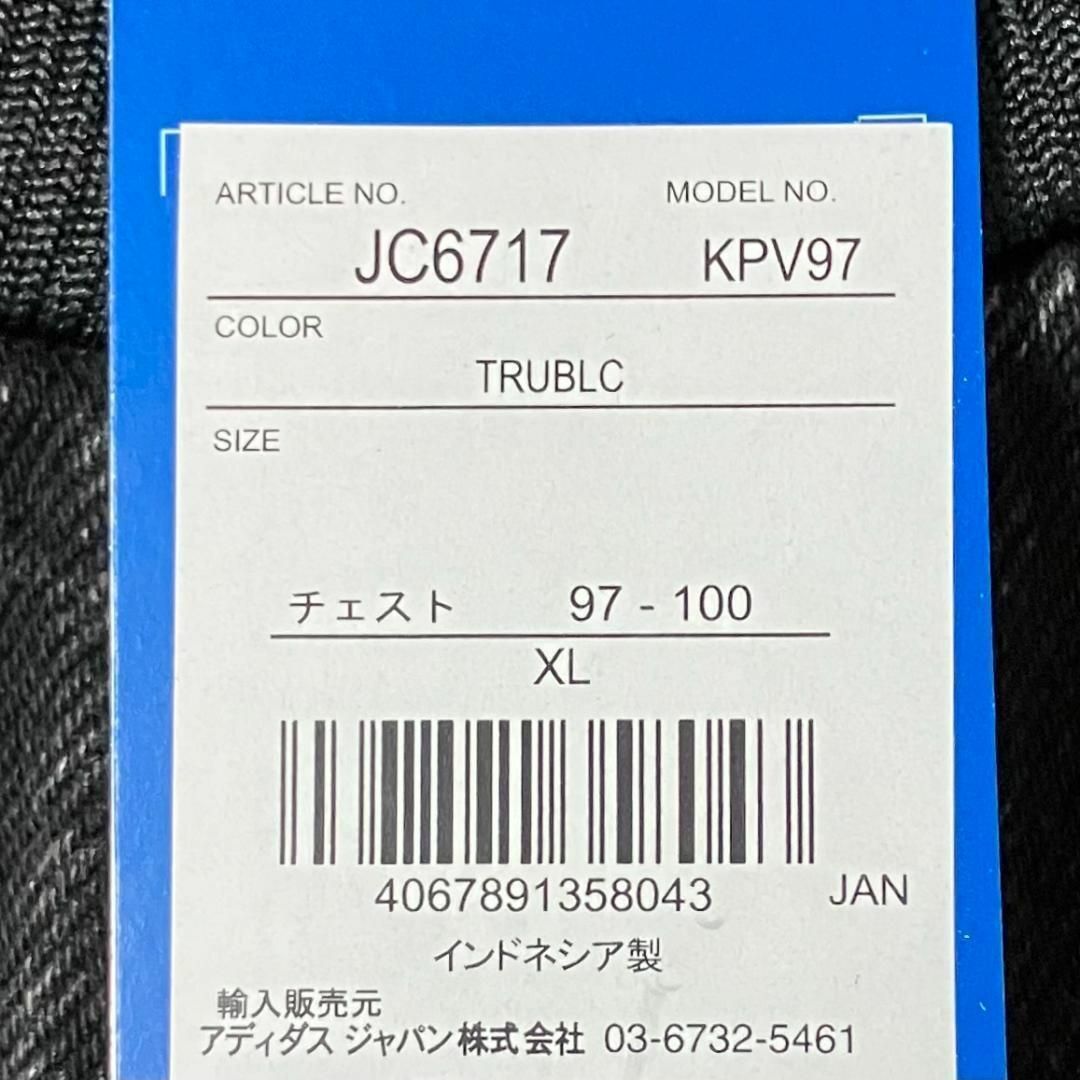 ARTICLE NO. MODEL NO.
JC6717 KPV97
COLOR
TRUBLC
SIZE
チェスト 97 - 100
XL
4067891358043 JAN
インドネシア製
輸入販売元
アディダス ジャパン株式会社 03-6732-5461